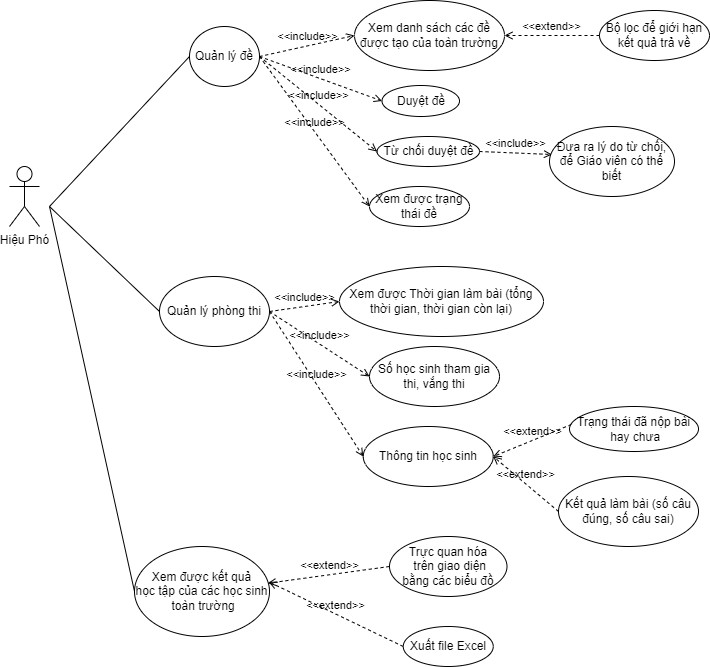 Xem danh sách các đề
được tạo của toàn trường
<<include>>
<<extend>>
Bộ lọc để giới hạn
kết quả trả về
Quản lý đề
<<include>>
Duyệt đề
<<include>>
<<include>>
Từ chối duyệt đề
<<include>>
Đưa ra lý do từ chối,
để Giáo viên có thể
biết
Xem được trạng
thái đề
Hiệu Phó
Quản lý phòng thi
<<include>>
Xem được Thời gian làm bài (tổng
thời gian, thời gian còn lại)
<<include>>
Số học sinh tham gia
thi, vắng thi
<<include>>
Thông tin học sinh
<<extend>>
Trạng thái đã nộp bài
hay chưa
<<extend>>
Kết quả làm bài (số câu
đúng, số câu sai)
Xem được kết quả
học tập của các học sinh
toàn trường
<<extend>>
Trực quan hóa
trên giao diện
bằng các biểu đồ
<<extend>>
Xuất file Excel